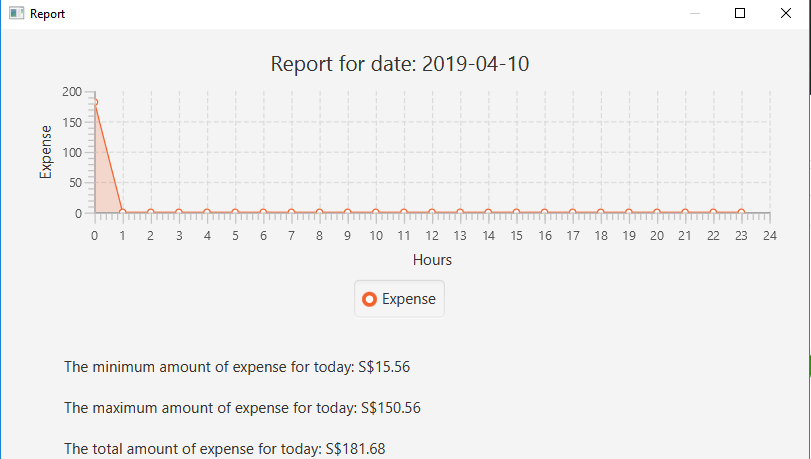 Report
Report for date: 2019-04-10
200
150
100
50
0
Expense
0 1 2 3 4 5 6 7 8 9 10 11 12 13 14 15 16 17 18 19 20 21 22 23 24
Hours
Expense
The minimum amount of expense for today: S$15.56
The maximum amount of expense for today: S$150.56
The total amount of expense for today: S$181.68